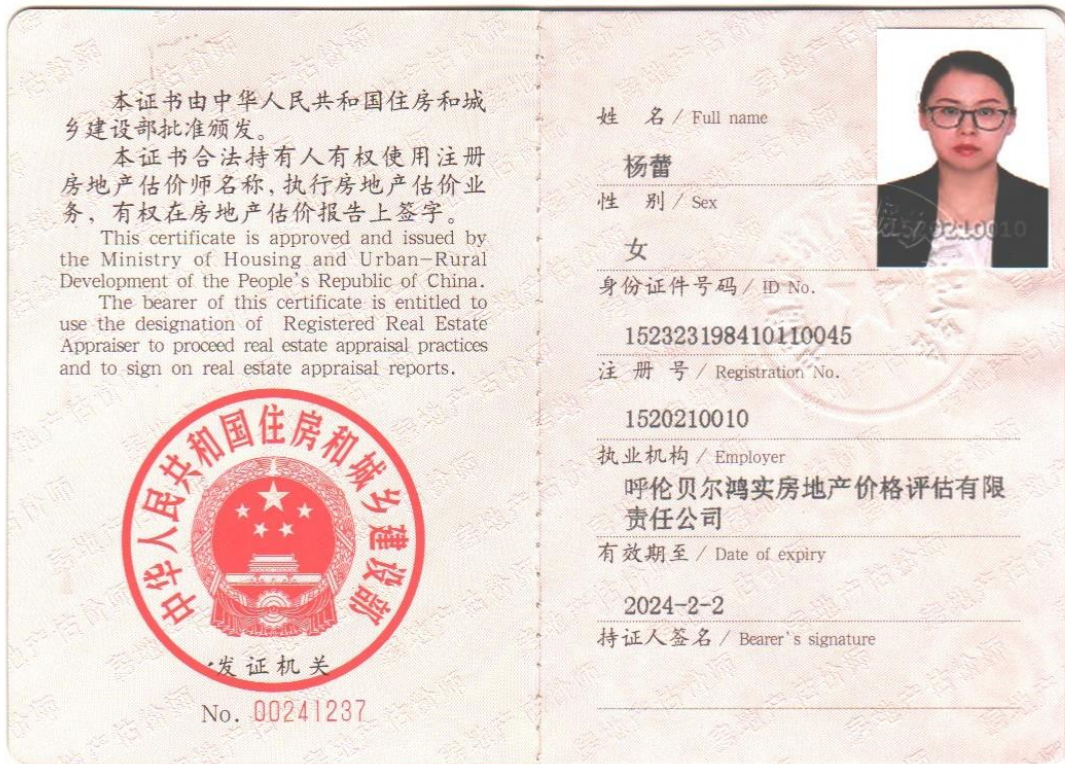 本证书由中华人民共和国住房和城
乡建设部批准颁发。
本证书合法持有人有权使用注册
房地产估价师名称，执行房地产估价业
务，有权在房地产估价报告上签字。
This certificate is approved and issued by
the Ministry of Housing and Urban-Rural
Development of the People's Republic of China.
The bearer of this certificate is entitled to
use the designation of Registered Real Estate
Appraiser to proceed real estate appraisal practices
and to sign on real estate appraisal reports.
中华人民共和国住房和城乡建设部
发证机关
No. 00241237
姓 名 / Full name
杨蕾
性 别 / Sex
女
身份证件号码 / ID No.
152323198410110045
注 册 号 / Registration No.
1520210010
执业机构 / Employer
呼伦贝尔鸿实房地产价格评估有限
责任公司
有效期至 / Date of expiry
2024-2-2
持证人签名 / Bearer's signature
1520210010